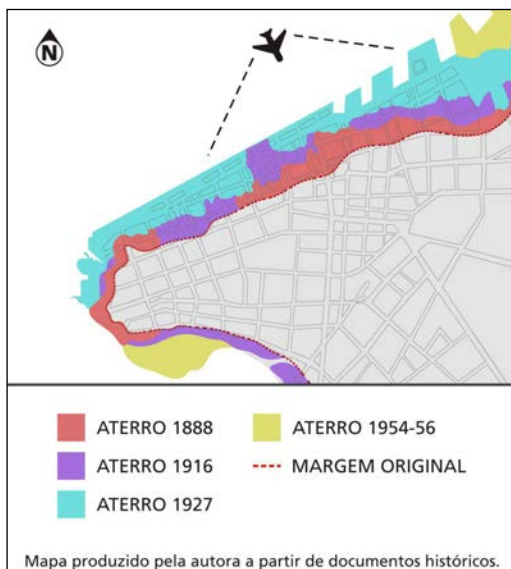 N
ATERRO 1888
ATERRO 1954-56
ATERRO 1916
MARGEM ORIGINAL
ATERRO 1927
Mapa produzido pela autora a partir de documentos históricos.